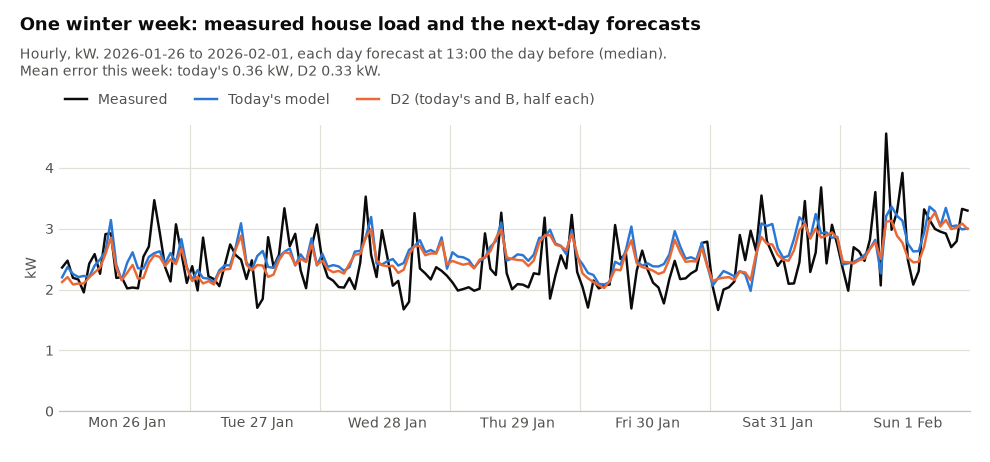 One winter week: measured house load and the next-day forecasts
Hourly, kW. 2026-01-26 to 2026-02-01, each day forecast at 13:00 the day before (median).
Mean error this week: today's 0.36 kW, D2 0.33 kW.
Measured
Today's model
D2 (today's and B, half each)
kW
4
3
2
1
0
Mon 26 Jan
Tue 27 Jan
Wed 28 Jan
Thu 29 Jan
Fri 30 Jan
Sat 31 Jan
Sun 1 Feb